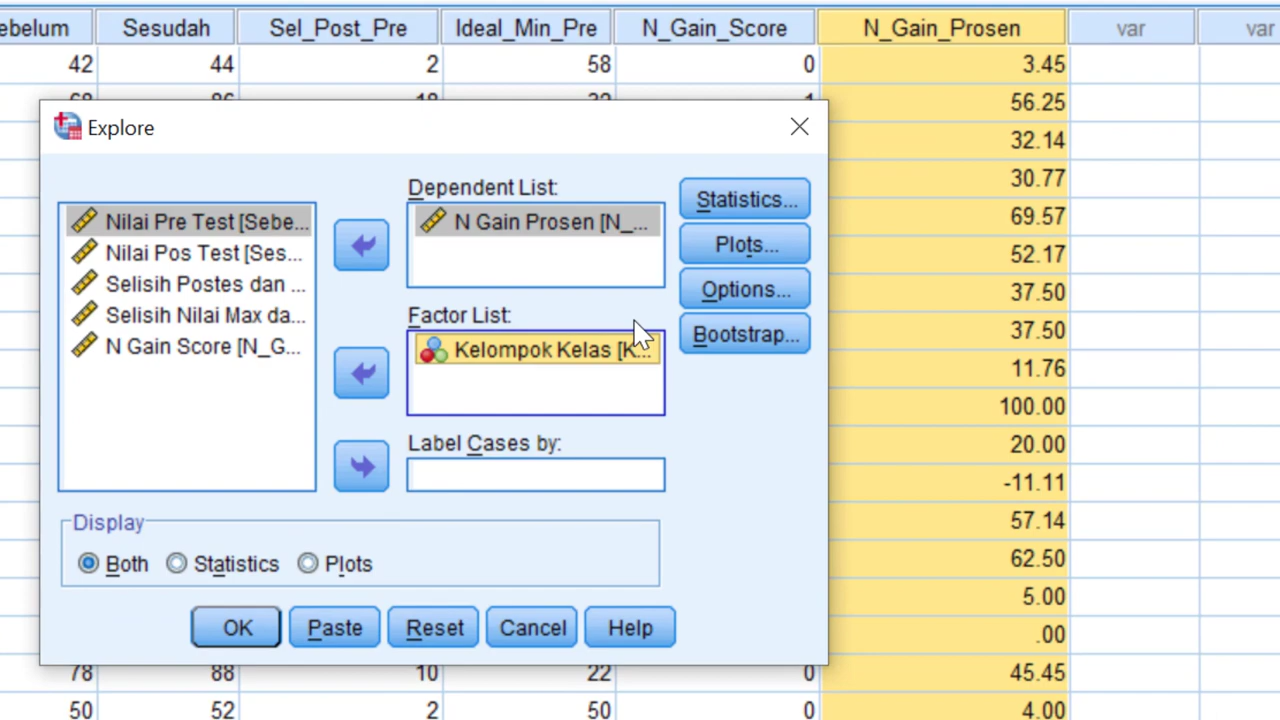 ebelum Sesudah Sel_Post_Pre Ideal_Min_Pre N_Gain_Score N_Gain_Prosen var var
42 44 2 58 0 3.45
56.25
Explore
32.14
30.77
Dependent List:
Statistics...
Nilai Pre Test [Sebe... N Gain Prosen [N_... 69.57
Nilai Pos Test [Ses... Plots... 52.17
Selisih Postes dan ... Options... 37.50
Selisih Nilai Max da... Factor List: 37.50
Bootstrap...
N Gain Score [N_G... Kelompok Kelas [K... 11.76
100.00
Label Cases by: 20.00
-11.11
Display 57.14
Both Statistics Plots 62.50
5.00
OK Paste Reset Cancel Help .00
78 88 10 22 0 45.45
50 52 2 50 0 4.00